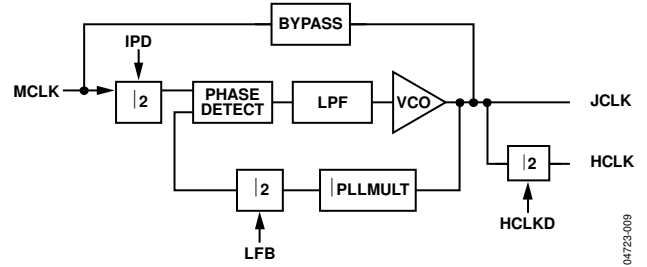 BYPASS
IPD
MCLK
|2
PHASE
DETECT
LPF
VCO
JCLK
|2
|PLLMULT
|2
HCLK
LFB
HCLKD
04723-009